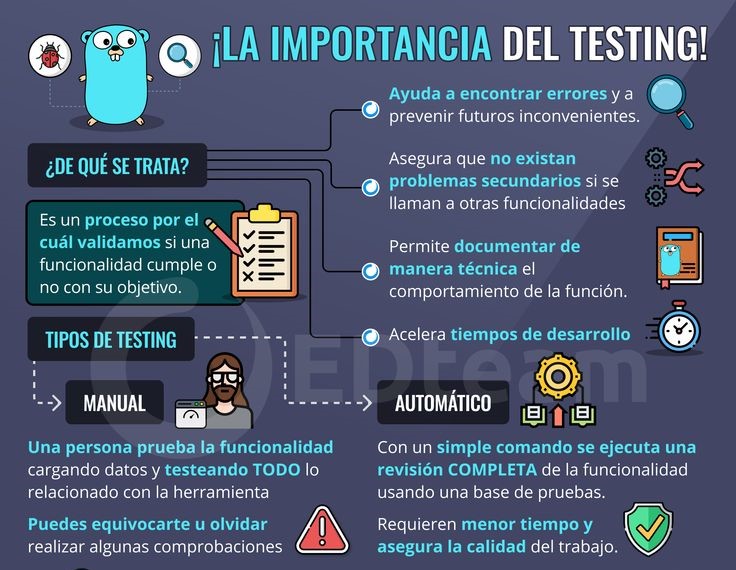 ¡LA IMPORTANCIA DEL TESTING!
¿DE QUÉ SE TRATA?
Es un proceso por el
cuál validamos si una
funcionalidad cumple o
no con su objetivo.
Ayuda a encontrar errores y a
prevenir futuros inconvenientes.
Asegura que no existan
problemas secundarios si se
llaman a otras funcionalidades
Permite documentar de
manera técnica el
comportamiento de la función.
Acelera tiempos de desarrollo
EDteam
TIPOS DE TESTING
MANUAL
Una persona prueba la funcionalidad
cargando datos y testeando TODO lo
relacionado con la herramienta
Puedes equivocarte u olvidar
realizar algunas comprobaciones
AUTOMÁTICO
Con un simple comando se ejecuta una
revisión COMPLETA de la funcionalidad
usando una base de pruebas.
Requieren menor tiempo y
asegura la calidad del trabajo.